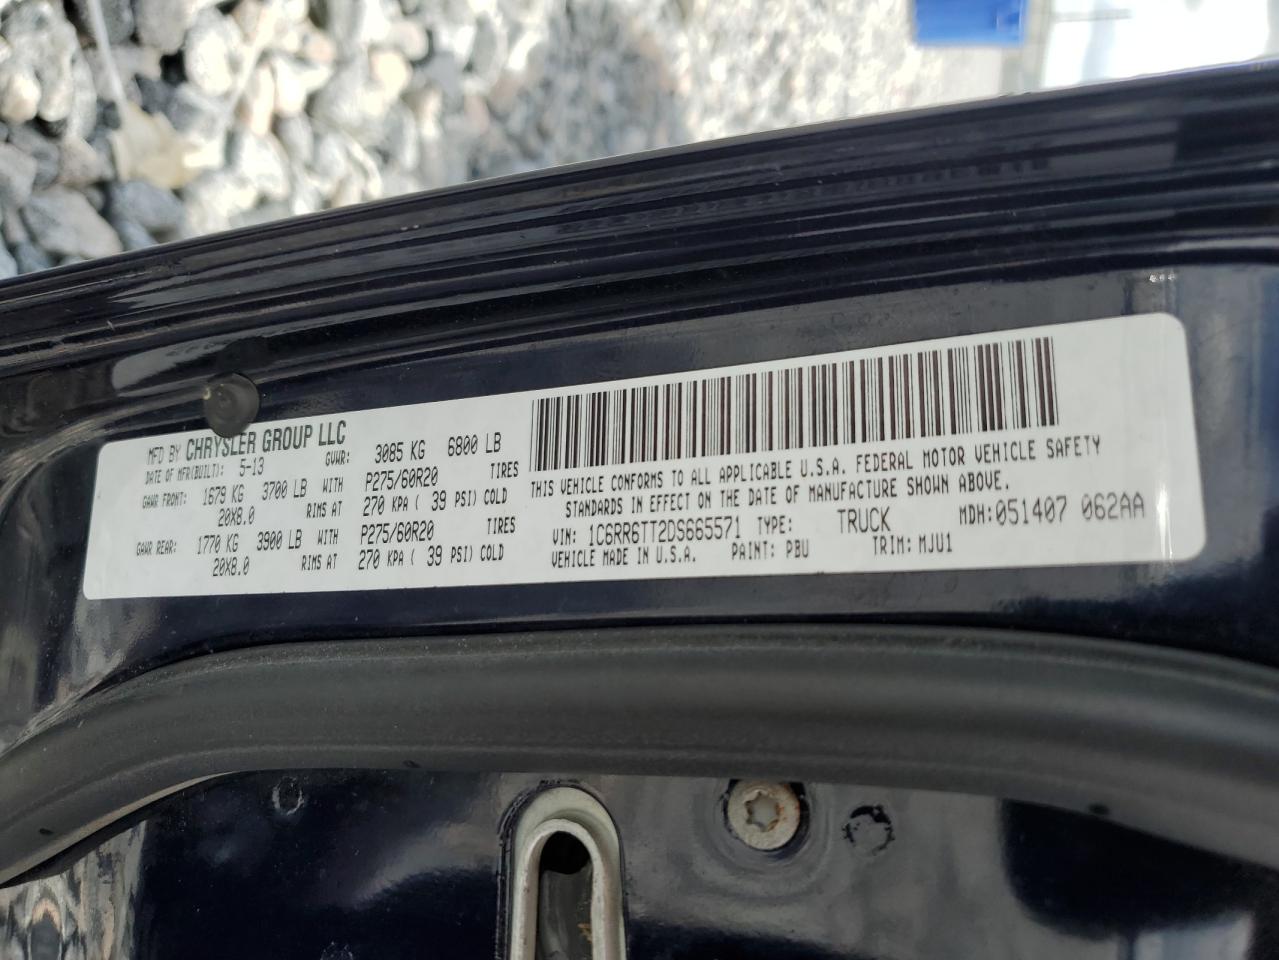 MFD BY CHRYSLER GROUP LLC
DATE OF MFR(BUILT): 5-13 GVWR: 3085 KG 6800 LB
GAWR FRONT: 1679 KG 3700 LB WITH P275/60R20 TIRES
20X8.0 RIMS AT 270 KPA ( 39 PSI) COLD
GAWR REAR: 1770 KG 3900 LB WITH P275/60R20 TIRES
20X8.0 RIMS AT 270 KPA ( 39 PSI) COLD
THIS VEHICLE CONFORMS TO ALL APPLICABLE U.S.A. FEDERAL MOTOR VEHICLE SAFETY
STANDARDS IN EFFECT ON THE DATE OF MANUFACTURE SHOWN ABOVE.
VIN: 1C6RR6TT2DS665571 TYPE: TRUCK MDH:051407 062AA
VEHICLE MADE IN U.S.A. PAINT: PBU TRIM: MJU1